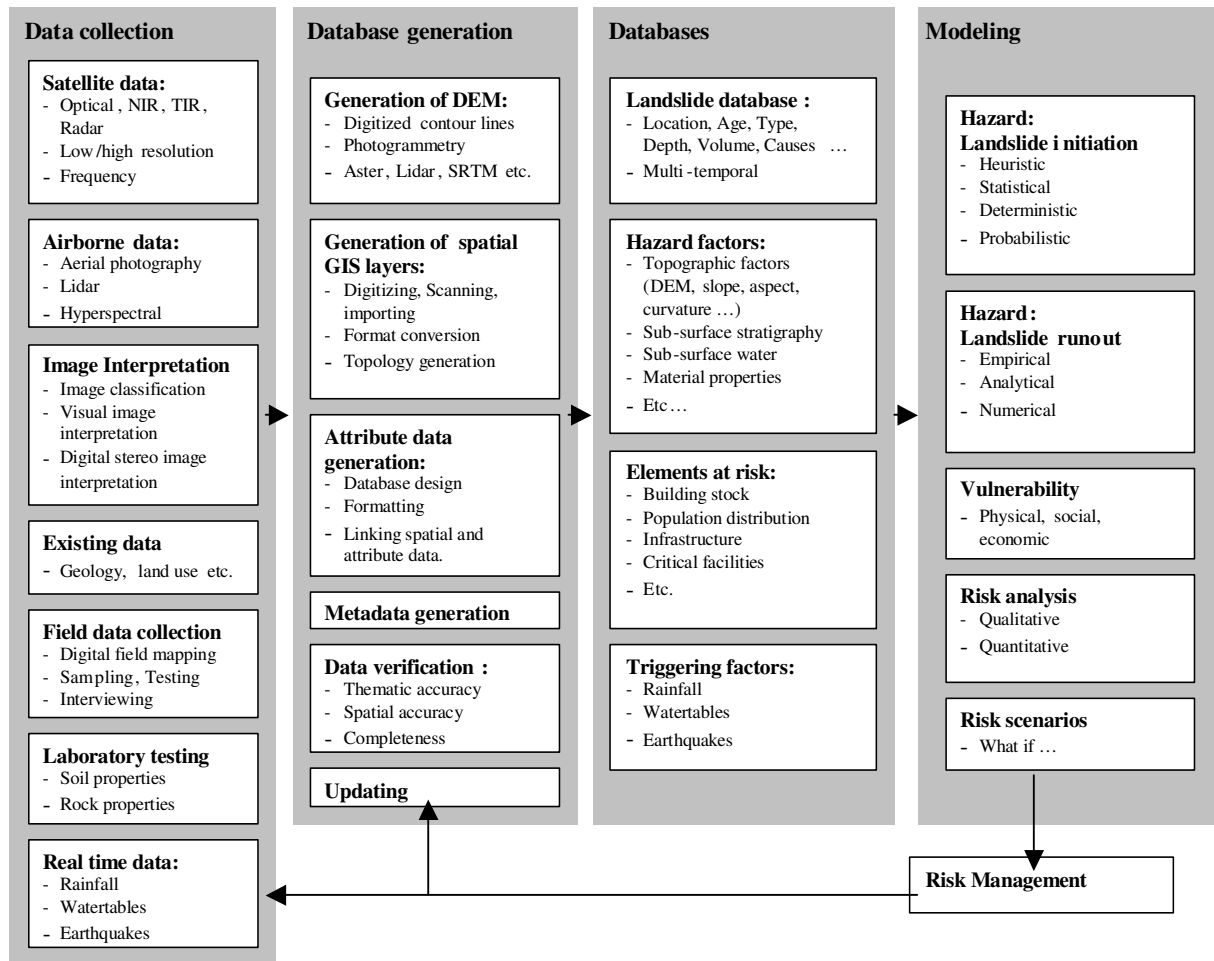 Data collection
Satellite data:
- Optical, NIR, TIR,
Radar
- Low/high resolution
- Frequency
Airborne data:
- Aerial photography
- Lidar
- Hyperspectral
Image Interpretation
- Image classification
- Visual image
interpretation
- Digital stereo image
interpretation
Existing data
- Geology, land use etc.
Field data collection
- Digital field mapping
- Sampling, Testing
- Interviewing
Laboratory testing
- Soil properties
- Rock properties
Real time data:
- Rainfall
- Watertables
- Earthquakes
Database generation
Generation of DEM:
- Digitized contour lines
- Photogrammetry
- Aster, Lidar, SRTM etc.
Generation of spatial
GIS layers:
- Digitizing, Scanning,
importing
- Format conversion
- Topology generation
Attribute data
generation:
- Database design
- Formatting
- Linking spatial and
attribute data.
Metadata generation
Data verification :
- Thematic accuracy
- Spatial accuracy
- Completeness
Updating
Databases
Landslide database :
- Location, Age, Type,
Depth, Volume, Causes …
- Multi-temporal
Hazard factors:
- Topographic factors
(DEM, slope, aspect,
curvature …)
- Sub-surface stratigraphy
- Sub-surface water
- Material properties
- Etc…
Elements at risk:
- Building stock
- Population distribution
- Infrastructure
- Critical facilities
- Etc.
Triggering factors:
- Rainfall
- Watertables
- Earthquakes
Modeling
Hazard:
Landslide i nitiation
- Heuristic
- Statistical
- Deterministic
- Probabilistic
Hazard:
Landslide runout
- Empirical
- Analytical
- Numerical
Vulnerability
- Physical, social,
economic
Risk analysis
- Qualitative
- Quantitative
Risk scenarios
- What if …
Risk Management